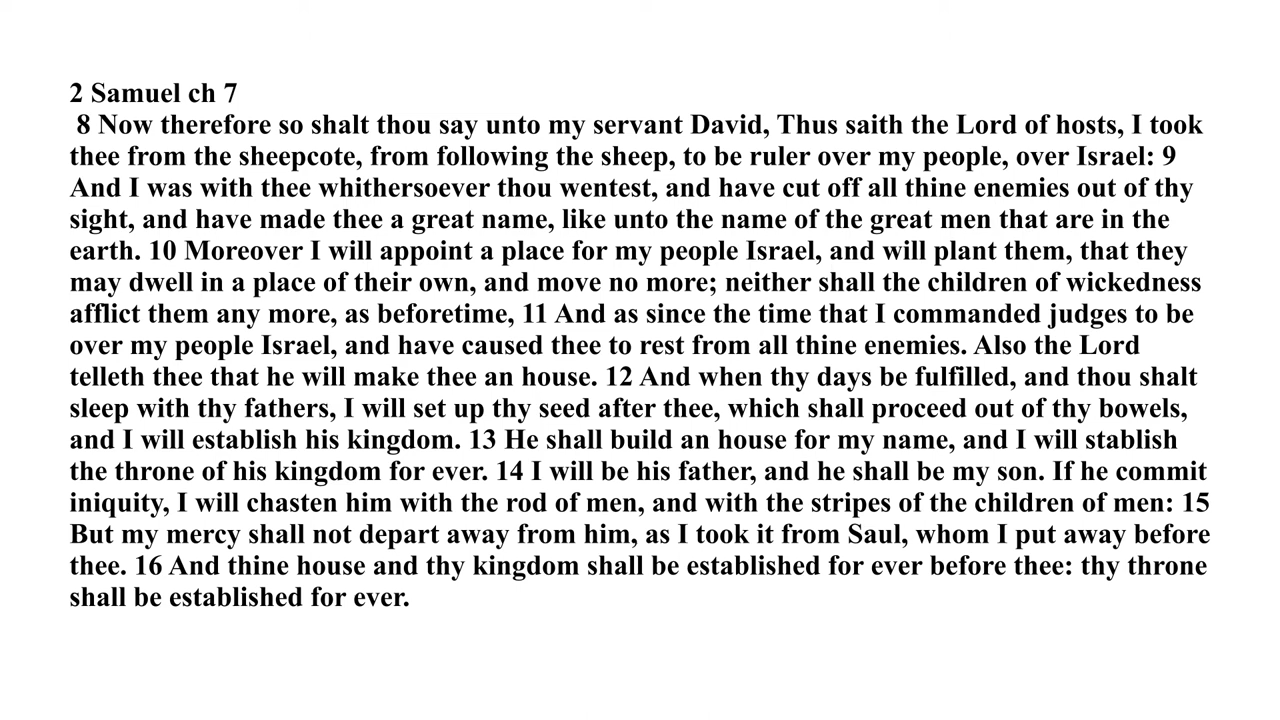 2 Samuel ch 7
8 Now therefore so shalt thou say unto my servant David, Thus saith the Lord of hosts, I took
thee from the sheepcote, from following the sheep, to be ruler over my people, over Israel: 9
And I was with thee whithersoever thou wentest, and have cut off all thine enemies out of thy
sight, and have made thee a great name, like unto the name of the great men that are in the
earth. 10 Moreover I will appoint a place for my people Israel, and will plant them, that they
may dwell in a place of their own, and move no more; neither shall the children of wickedness
afflict them any more, as beforetime, 11 And as since the time that I commanded judges to be
over my people Israel, and have caused thee to rest from all thine enemies. Also the Lord
telleth thee that he will make thee an house. 12 And when thy days be fulfilled, and thou shalt
sleep with thy fathers, I will set up thy seed after thee, which shall proceed out of thy bowels,
and I will establish his kingdom. 13 He shall build an house for my name, and I will stablish
the throne of his kingdom for ever. 14 I will be his father, and he shall be my son. If he commit
iniquity, I will chasten him with the rod of men, and with the stripes of the children of men: 15
But my mercy shall not depart away from him, as I took it from Saul, whom I put away before
thee. 16 And thine house and thy kingdom shall be established for ever before thee: thy throne
shall be established for ever.